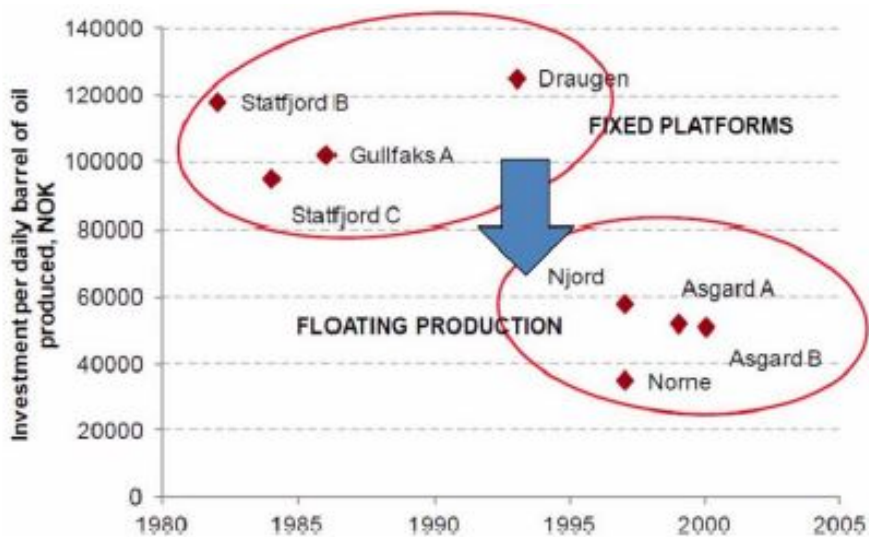 Investment per daily barrel of oil
produced, NOK
140000
120000
100000
80000
60000
40000
20000
0
Draugen
Statfjord B
FIXED PLATFORMS
Gullfaks A
Statfjord C
Njord
Asgard A
FLOATING PRODUCTION
Asgard B
Norne
1980
1985
1990
1995
2000
2005